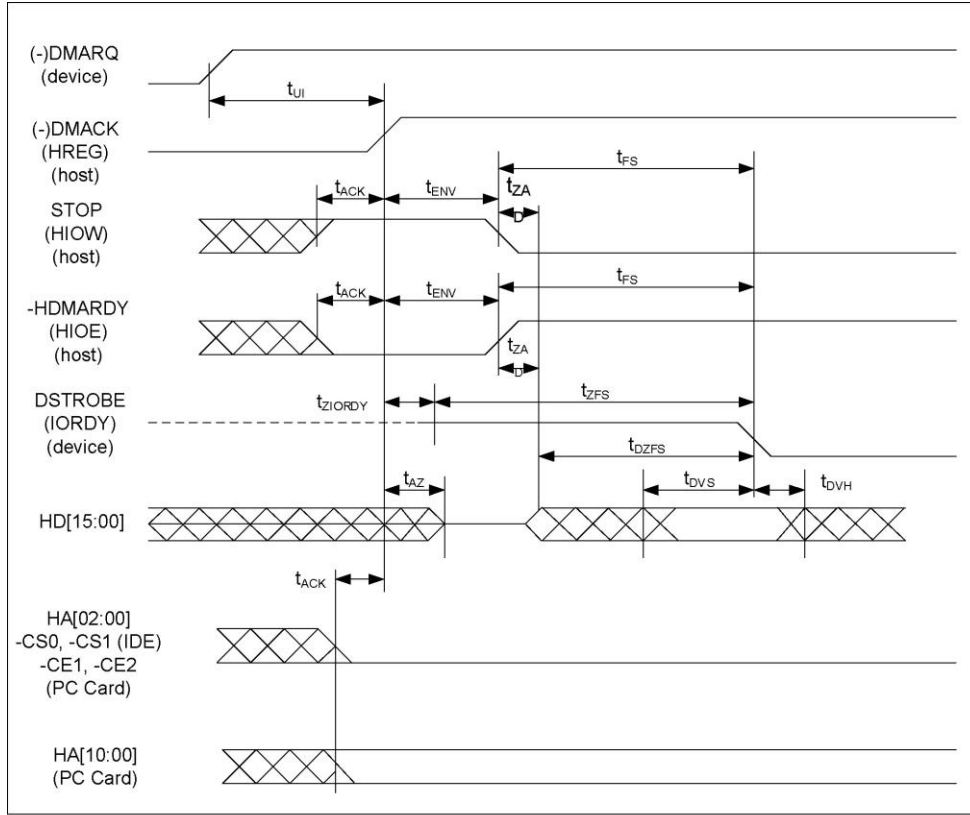 (-)DMARQ
(device)
tUI
(-)DMACK
(HREG)
(host)
tFS
tACK
tENV
tZA
D
STOP
(HIOW)
(host)
tFS
tACK
tENV
-HDMARDY
(HIOE)
(host)
tZA
D
DSTROBE
(IORDY)
(device)
tZIORDY
tZFS
tDZFS
tAZ
tDVS
tDVH
HD[15:00]
tACK
HA[02:00]
-CS0, -CS1 (IDE)
-CE1, -CE2
(PC Card)
HA[10:00]
(PC Card)